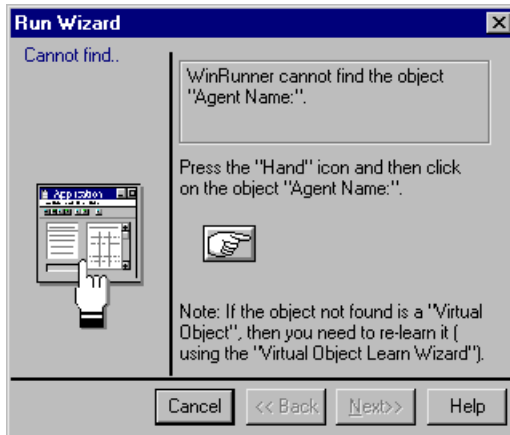 Run Wizard
Cannot find..
WinRunner cannot find the object
"Agent Name:".
Press the "Hand" icon and then click
on the object "Agent Name:".
Application
Note: If the object not found is a "Virtual
Object", then you need to re-learn it (
using the "Virtual Object Learn Wizard").
Cancel
<< Back
Next>>
Help